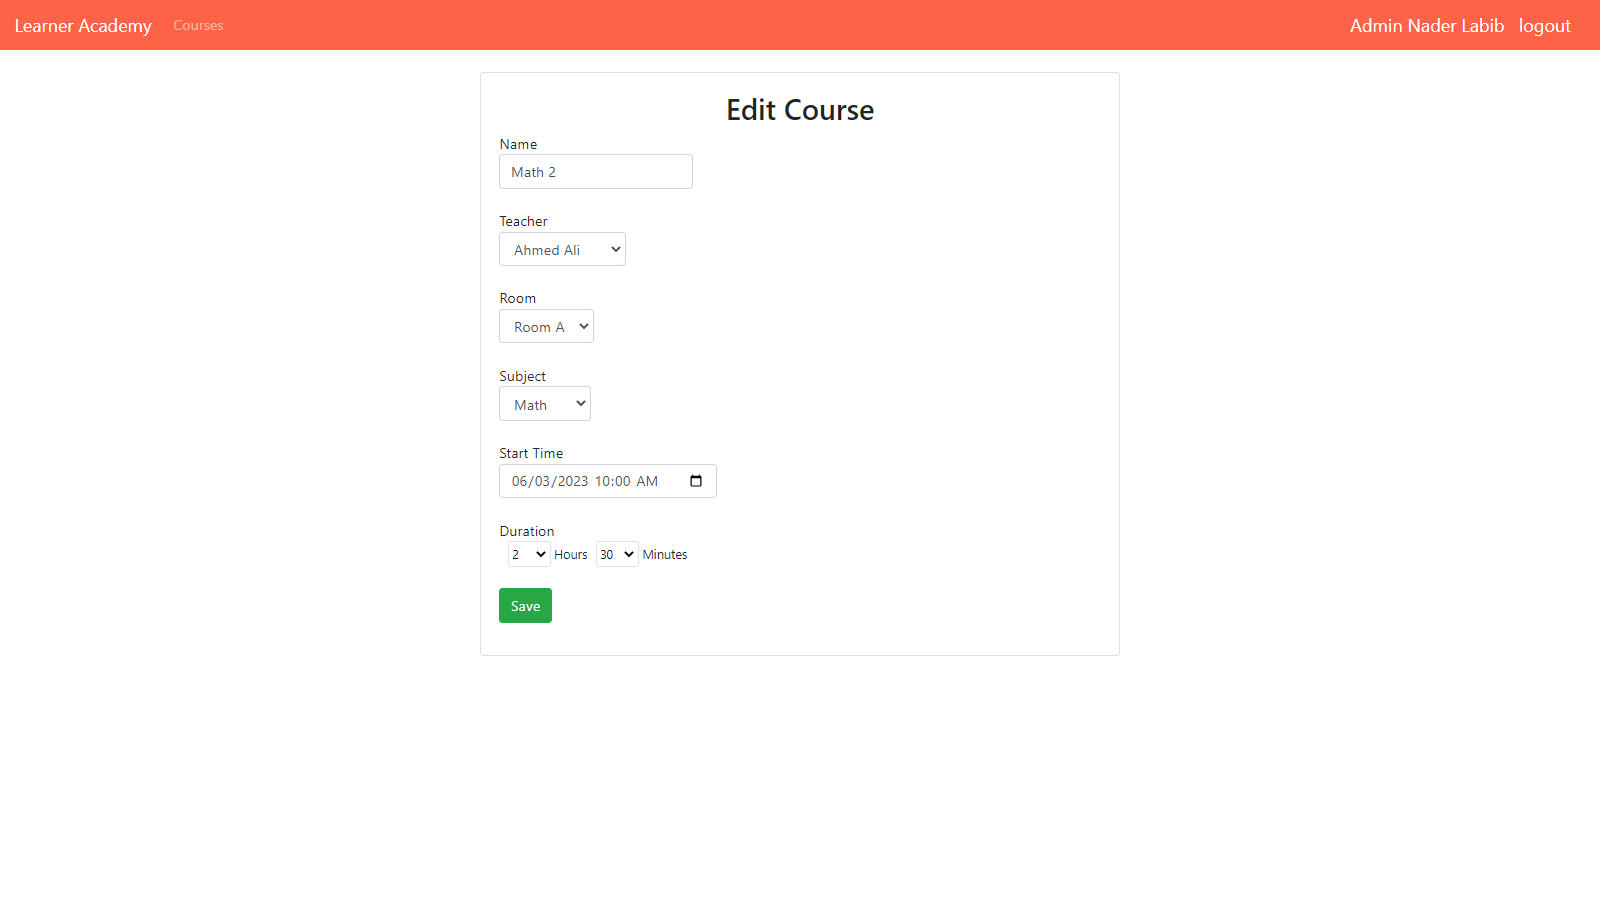 Learner Academy Courses Admin Nader Labib logout
Edit Course
Name
Math 2
Teacher
Ahmed Ali
Room
Room A
Subject
Math
Start Time
06/03/2023 10:00 AM
Duration
2 Hours 30 Minutes
Save